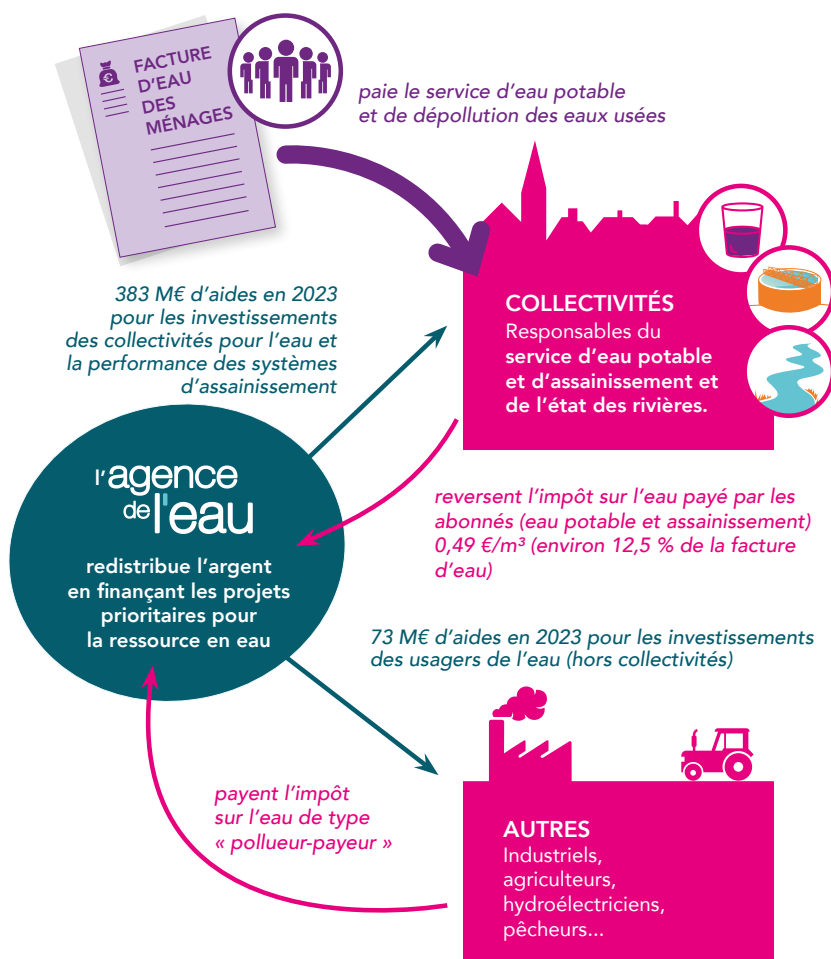 FACTURE
D'EAU
DES
MÉNAGES
paie le service d'eau potable
et de dépollution des eaux usées
383 M€ d'aides en 2023
pour les investissements
des collectivités pour l'eau et
la performance des systèmes
d'assainissement
COLLECTIVITÉS
Responsables du
service d'eau potable
et d'assainissement et
de l'état des rivières.
l'agence
de l'eau
redistribue l'argent
en finançant les projets
prioritaires pour
la ressource en eau
reversent l'impôt sur l'eau payé par les
abonnés (eau potable et assainissement)
0,49 €/m³ (environ 12,5 % de la facture
d'eau)
73 M€ d'aides en 2023 pour les investissements
des usagers de l'eau (hors collectivités)
payent l'impôt
sur l'eau de type
« pollueur-payeur »
AUTRES
Industriels,
agriculteurs,
hydroélectriciens,
pêcheurs...